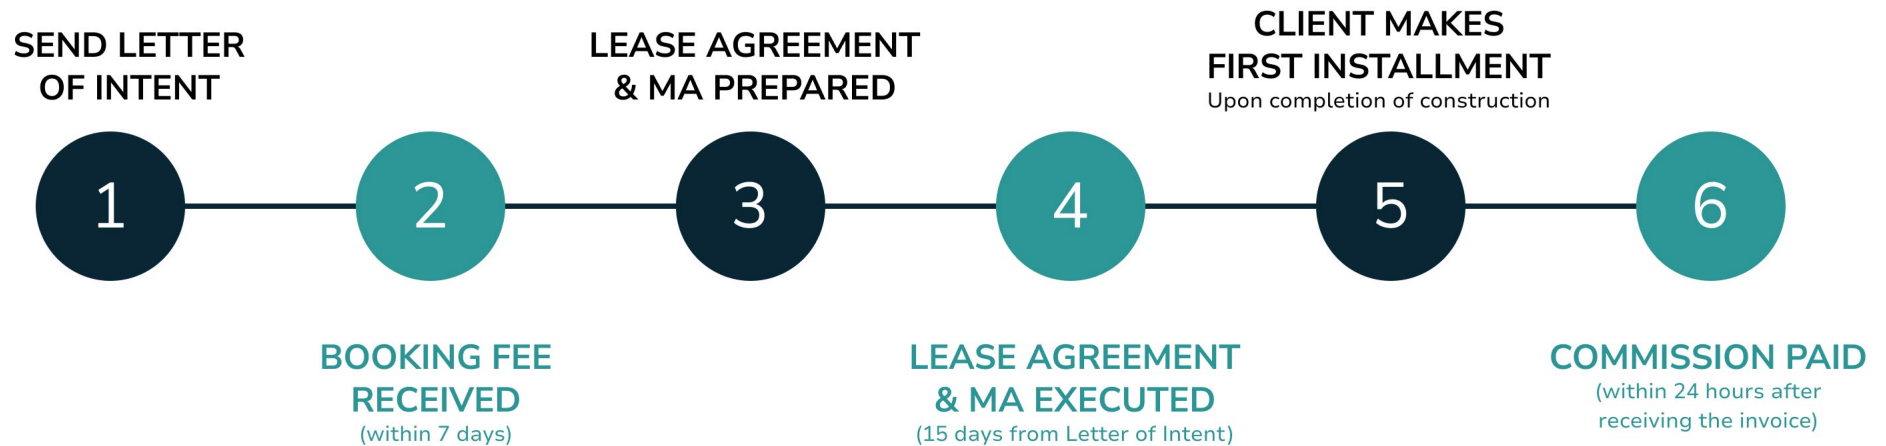 SEND LETTER
OF INTENT
1
2
BOOKING FEE
RECEIVED
(within 7 days)
LEASE AGREEMENT
& MA PREPARED
3
4
LEASE AGREEMENT
& MA EXECUTED
(15 days from Letter of Intent)
CLIENT MAKES
FIRST INSTALLMENT
Upon completion of construction
5
6
COMMISSION PAID
(within 24 hours after
receiving the invoice)